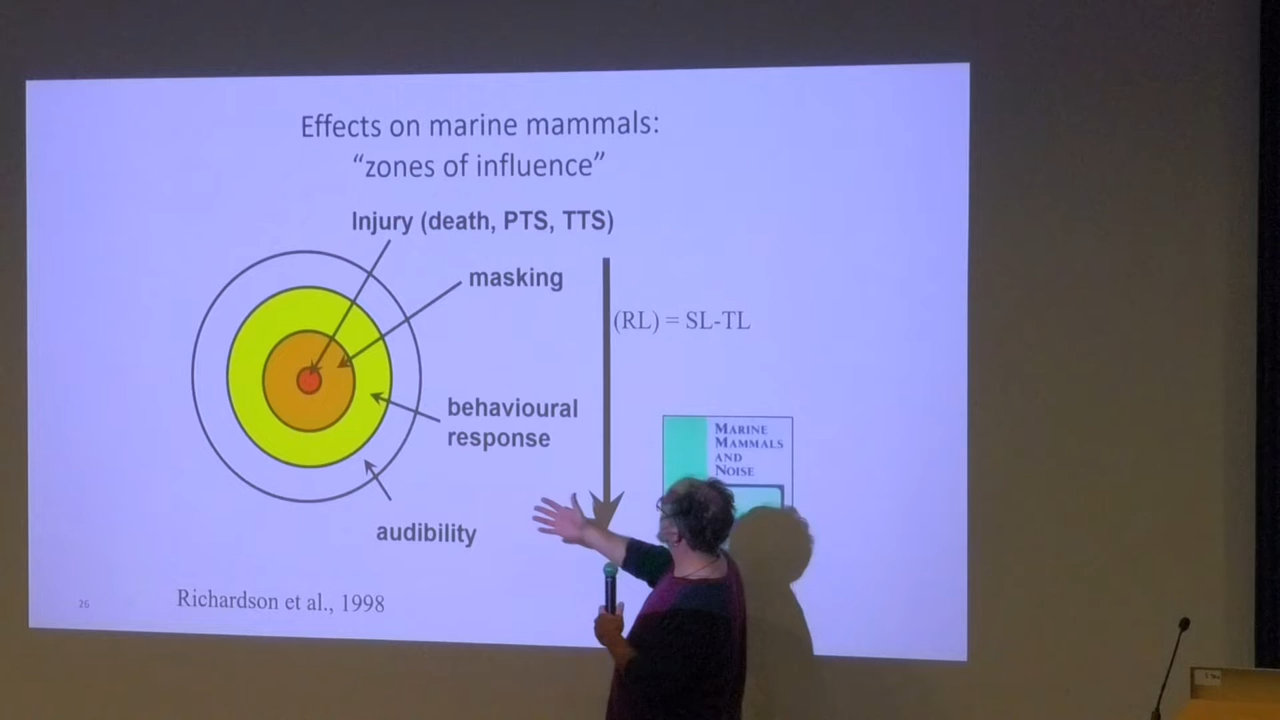 Effects on marine mammals:
“zones of influence”
Injury (death, PTS, TTS)
masking
(RL) = SL-TL
behavioural
response
MARINE
MAMMALS
AND
NOISE
audibility
Richardson et al., 1998
26